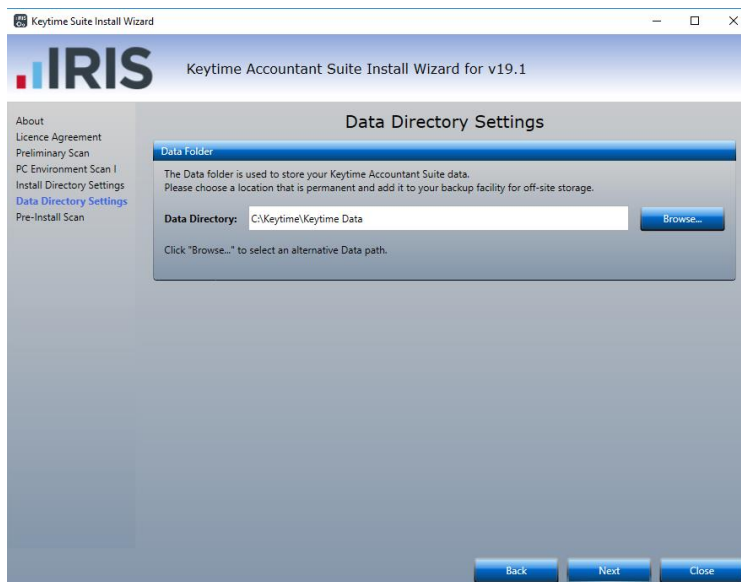 Keytime Suite Install Wizard
IRIS
Keytime Accountant Suite Install Wizard for v19.1
About
Licence Agreement
Preliminary Scan
PC Environment Scan I
Install Directory Settings
Data Directory Settings
Pre-Install Scan
Data Directory Settings
Data Folder
The Data folder is used to store your Keytime Accountant Suite data.
Please choose a location that is permanent and add it to your backup facility for off-site storage.
Data Directory: C:\Keytime\Keytime Data Browse...
Click "Browse..." to select an alternative Data path.
Back Next Close